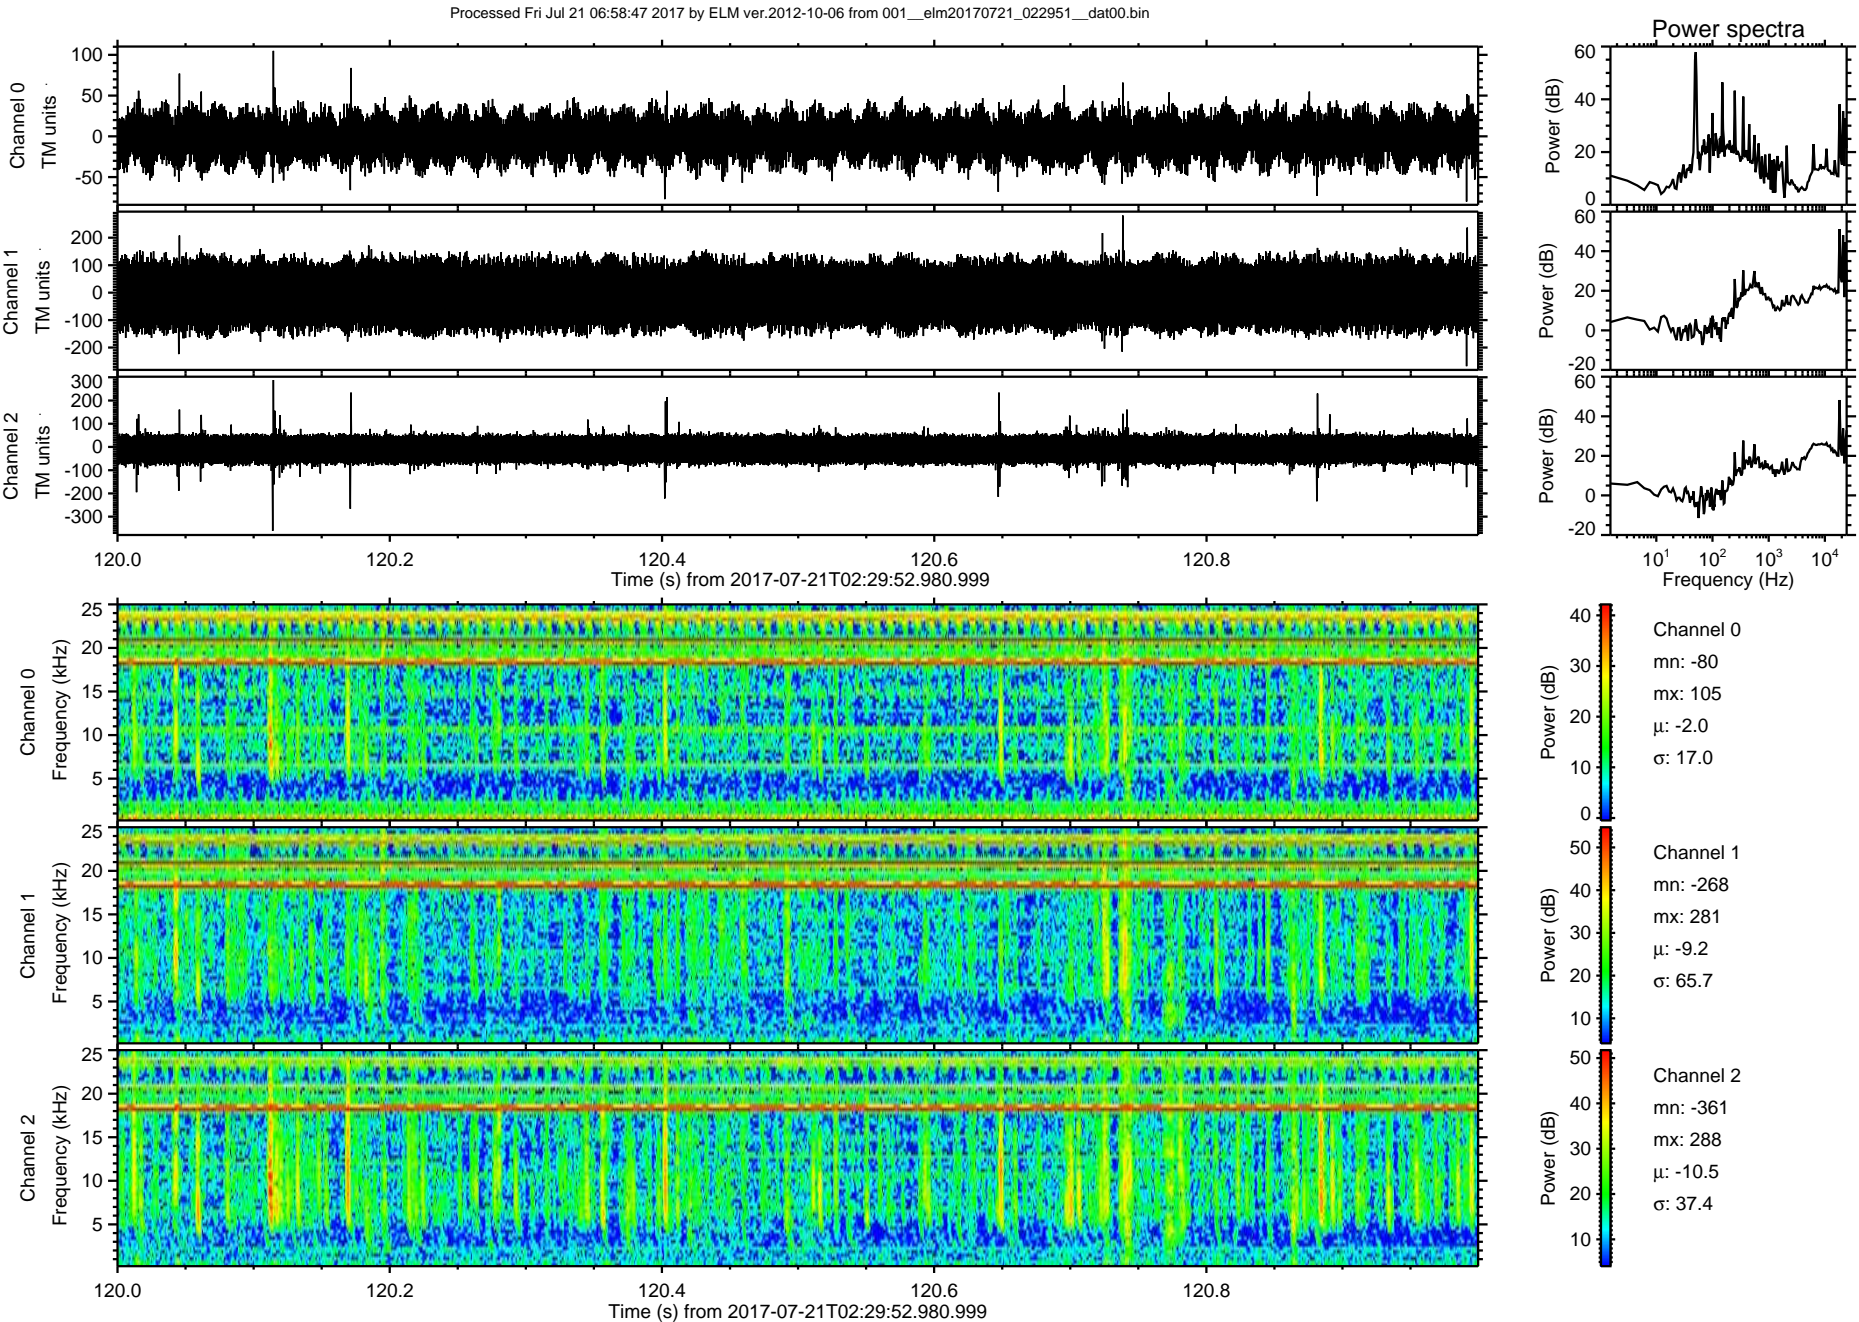 Processed Fri Jul 21 06:58:47 2017 by ELM ver.2012-10-06 from 001__elm20170721_022951__dat00.bin
Power spectra
Channel 0
TM units
100
50
0
-50
Power (dB)
60
40
20
0
Channel 1
TM units
200
100
0
-100
-200
Power (dB)
60
40
20
0
-20
Channel 2
TM units
300
200
100
0
-100
-200
-300
Power (dB)
60
40
20
0
-20
120.0 120.2 120.4 120.6 120.8
Time (s) from 2017-07-21T02:29:52.980.999
10¹ 10² 10³ 10⁴
Frequency (Hz)
Channel 0
Frequency (kHz)
25
20
15
10
5
Power (dB)
40
30
20
10
0
Channel 0
mn: -80
mx: 105
μ: -2.0
σ: 17.0
Channel 1
Frequency (kHz)
25
20
15
10
5
Power (dB)
50
40
30
20
10
Channel 1
mn: -268
mx: 281
μ: -9.2
σ: 65.7
Channel 2
Frequency (kHz)
25
20
15
10
5
Power (dB)
50
40
30
20
10
Channel 2
mn: -361
mx: 288
μ: -10.5
σ: 37.4
120.0 120.2 120.4 120.6 120.8
Time (s) from 2017-07-21T02:29:52.980.999